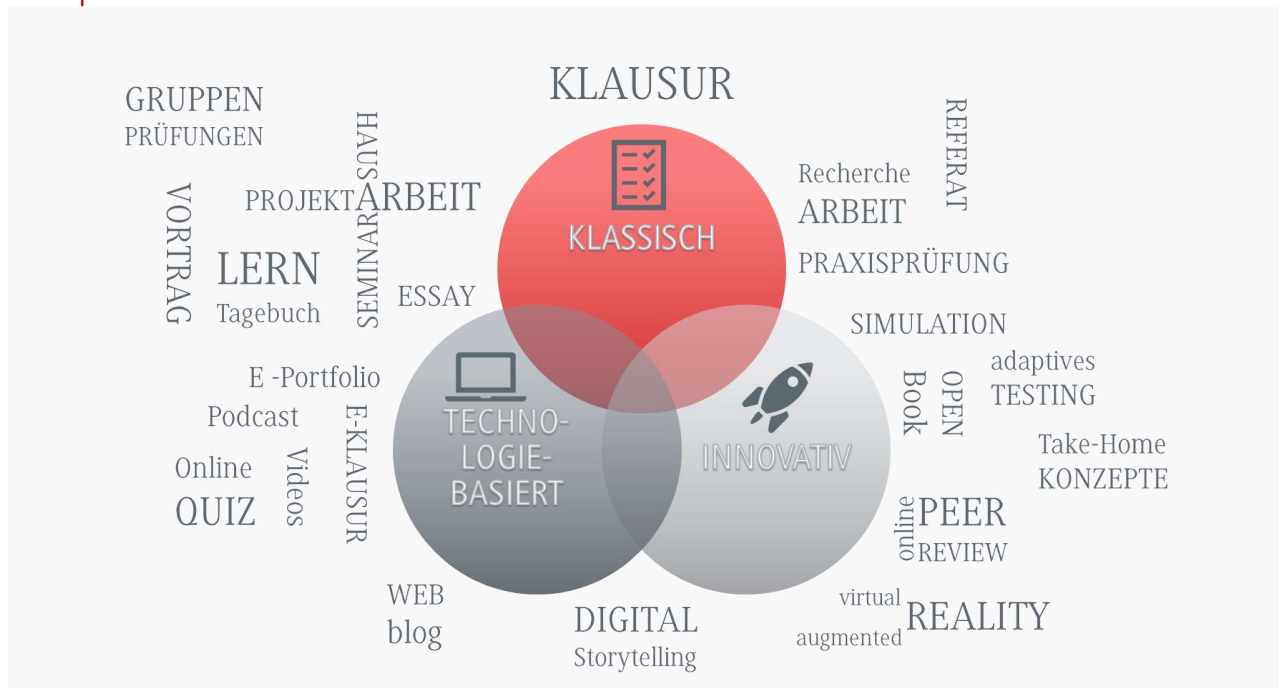 KLAUSUR
GRUPPEN
PRÜFUNGEN
HAUS
PROJEKTARBEIT
SEMINAR
VORTRAG
LERN
Tagebuch
ESSAY
KLASSISCH
Recherche
ARBEIT
REFERAT
PRAXISPRÜFUNG
SIMULATION
adaptives
TESTING
OPEN
Book
Take-Home
KONZEPTE
E -Portfolio
Podcast
Online
QUIZ
Videos
E-KLAUSUR
TECHNO-
LOGIE-
BASIERT
INNOVATIV
online
PEER
REVIEW
WEB
blog
DIGITAL
Storytelling
virtual
augmented
REALITY